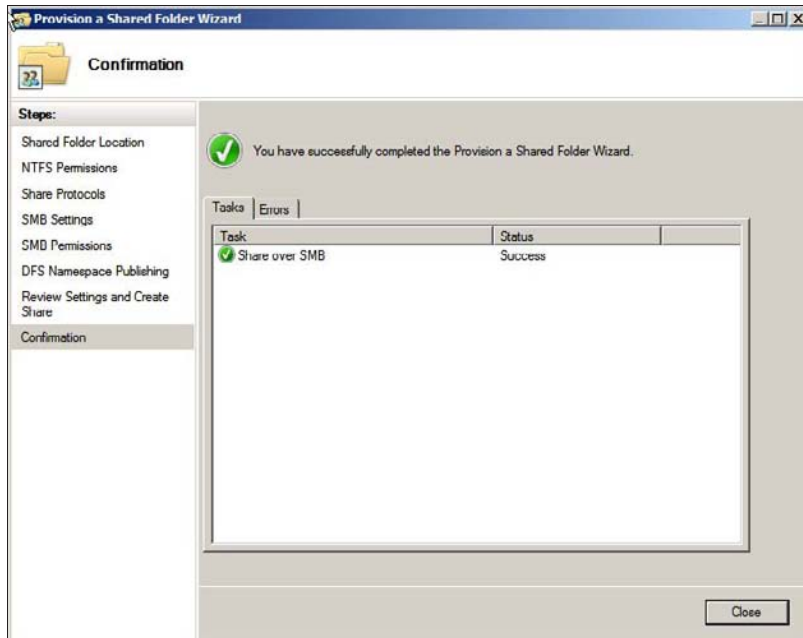 Provision a Shared Folder Wizard
Confirmation
Steps:
Shared Folder Location
NTFS Permissions
Share Protocols
SMB Settings
SMB Permissions
DFS Namespace Publishing
Review Settings and Create
Share
Confirmation
You have successfully completed the Provision a Shared Folder Wizard.
Tasks Errors
Task Status
Share over SMB Success
Close